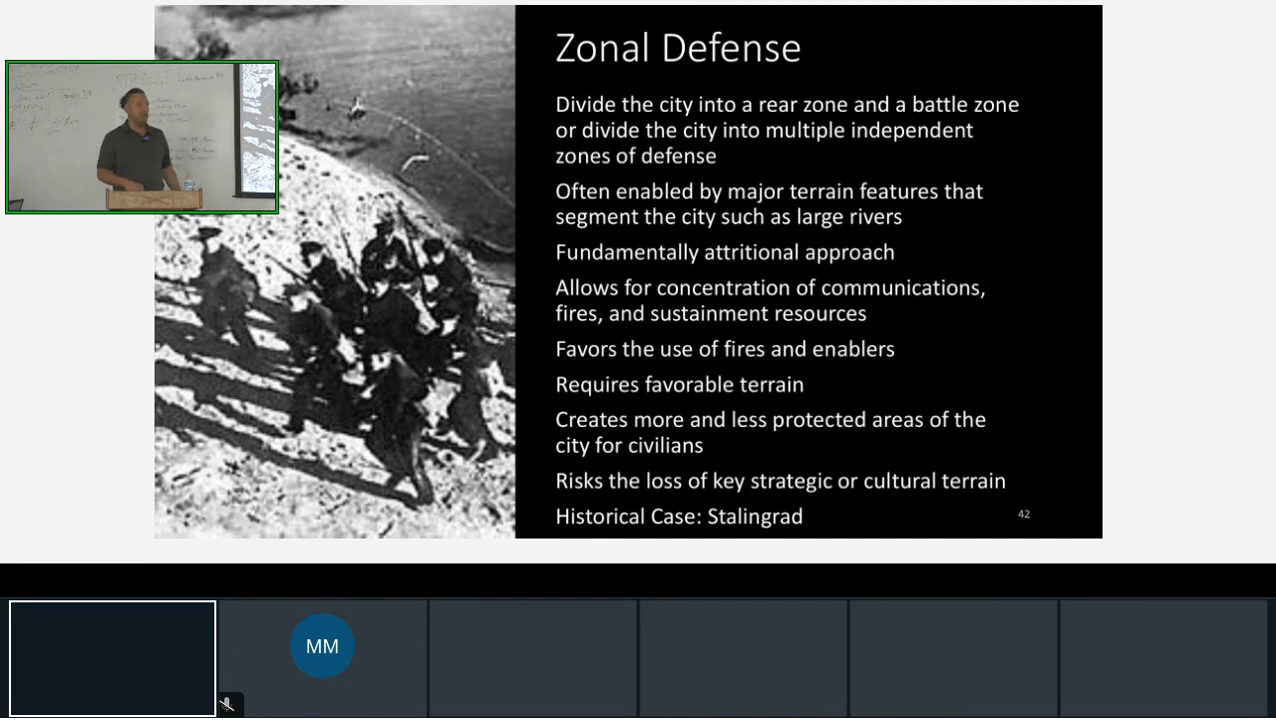 Zonal Defense
Divide the city into a rear zone and a battle zone
or divide the city into multiple independent
zones of defense
Often enabled by major terrain features that
segment the city such as large rivers
Fundamentally attritional approach
Allows for concentration of communications,
fires, and sustainment resources
Favors the use of fires and enablers
Requires favorable terrain
Creates more and less protected areas of the
city for civilians
Risks the loss of key strategic or cultural terrain
Historical Case: Stalingrad
42
MM